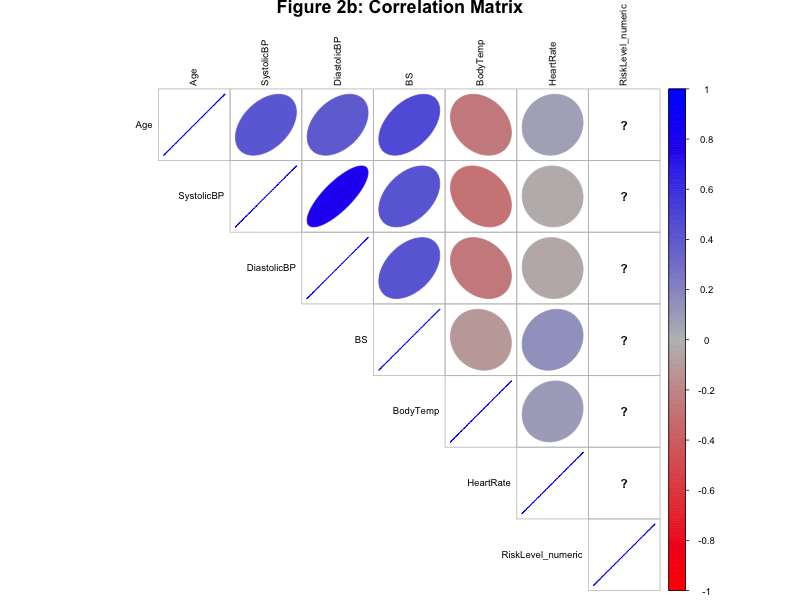 Figure 2b: Correlation Matrix
Age
SystolicBP
DiastolicBP
BS
BodyTemp
HeartRate
RiskLevel_numeric
Age
?
SystolicBP
?
DiastolicBP
?
BS
?
BodyTemp
?
HeartRate
?
RiskLevel_numeric
1
0.8
0.6
0.4
0.2
0
-0.2
-0.4
-0.6
-0.8
-1